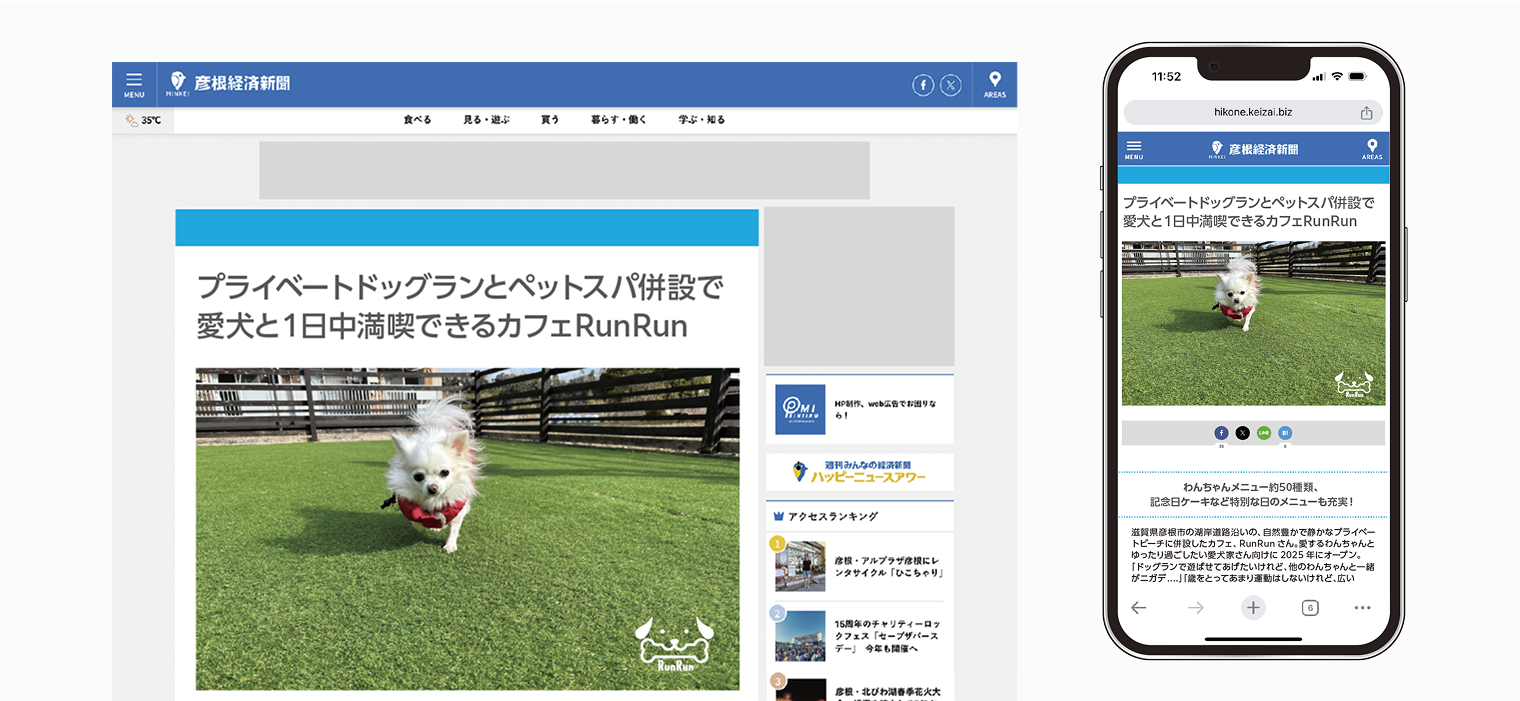 MENU
MINKEI
彦根経済新聞
AREAS
35℃
食べる
見る・遊ぶ
買う
暮らす・働く
学ぶ・知る
プライベートドッグランとペットスパ併設で
愛犬と1日中満喫できるカフェRunRun
RunRun
PMI
PRINTING
HP制作、web広告でお困りな
ら!
週刊みんなの経済新聞
ハッピーニュースアワー
アクセスランキング
1
彦根・アルプラザ彦根にレ
ンタサイクル「ひこちゃり」
2
15周年のチャリティーロッ
クフェス「セーブザバース
デー」 今年も開催へ
3
彦根・北びわ湖春季花火大
11:52
hikone.keizai.biz
MENU
MINKEI
彦根経済新聞
AREAS
プライベートドッグランとペットスパ併設で
愛犬と1日中満喫できるカフェRunRun
RunRun
LINE
B!
35
0
わんちゃんメニュー約50種類、
記念日ケーキなど特別な日のメニューも充実!
滋賀県彦根市の湖岸道路沿いの、自然豊かで静かなプライベー
トビーチに併設したカフェ、RunRun さん。愛するわんちゃんと
ゆったり過ごしたい愛犬家さん向けに 2025 年にオープン。
「ドッグランで遊ばせてあげたいけれど、他のわんちゃんと一緒
がニガデ....」「歳をとってあまり運動はしないけれど、広い
6